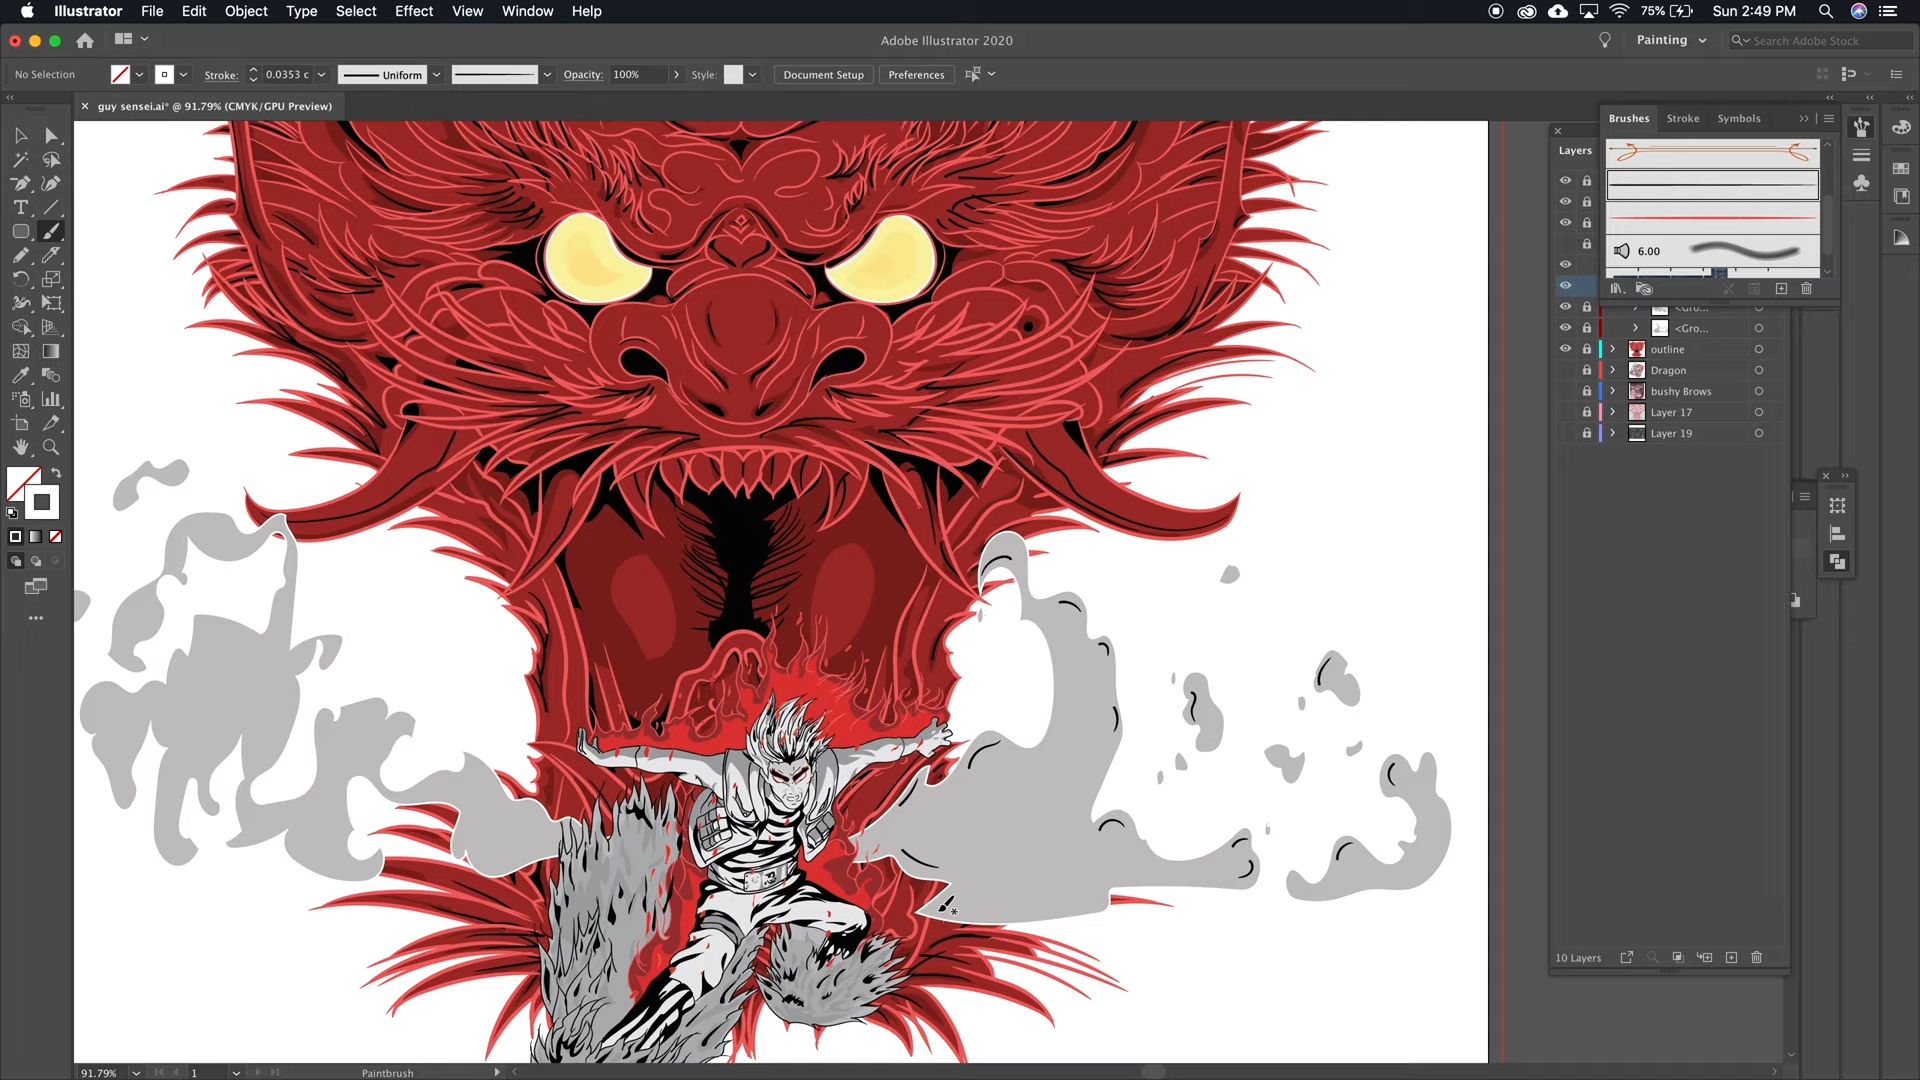 Illustrator File Edit Object Type Select Effect View Window Help
75% Sun 2:49 PM
Adobe Illustrator 2020
Painting
Search Adobe Stock
No Selection
Stroke: 0.0353 c
Uniform
Opacity: 100%
Style:
Document Setup
Preferences
guy sensei.ai* @ 91.79% (CMYK/GPU Preview)
Brushes Stroke Symbols
Layers
6.00
<Gro...
<Gro...
outline
Dragon
bushy Brows
Layer 17
Layer 19
10 Layers
91.79%
1
Paintbrush